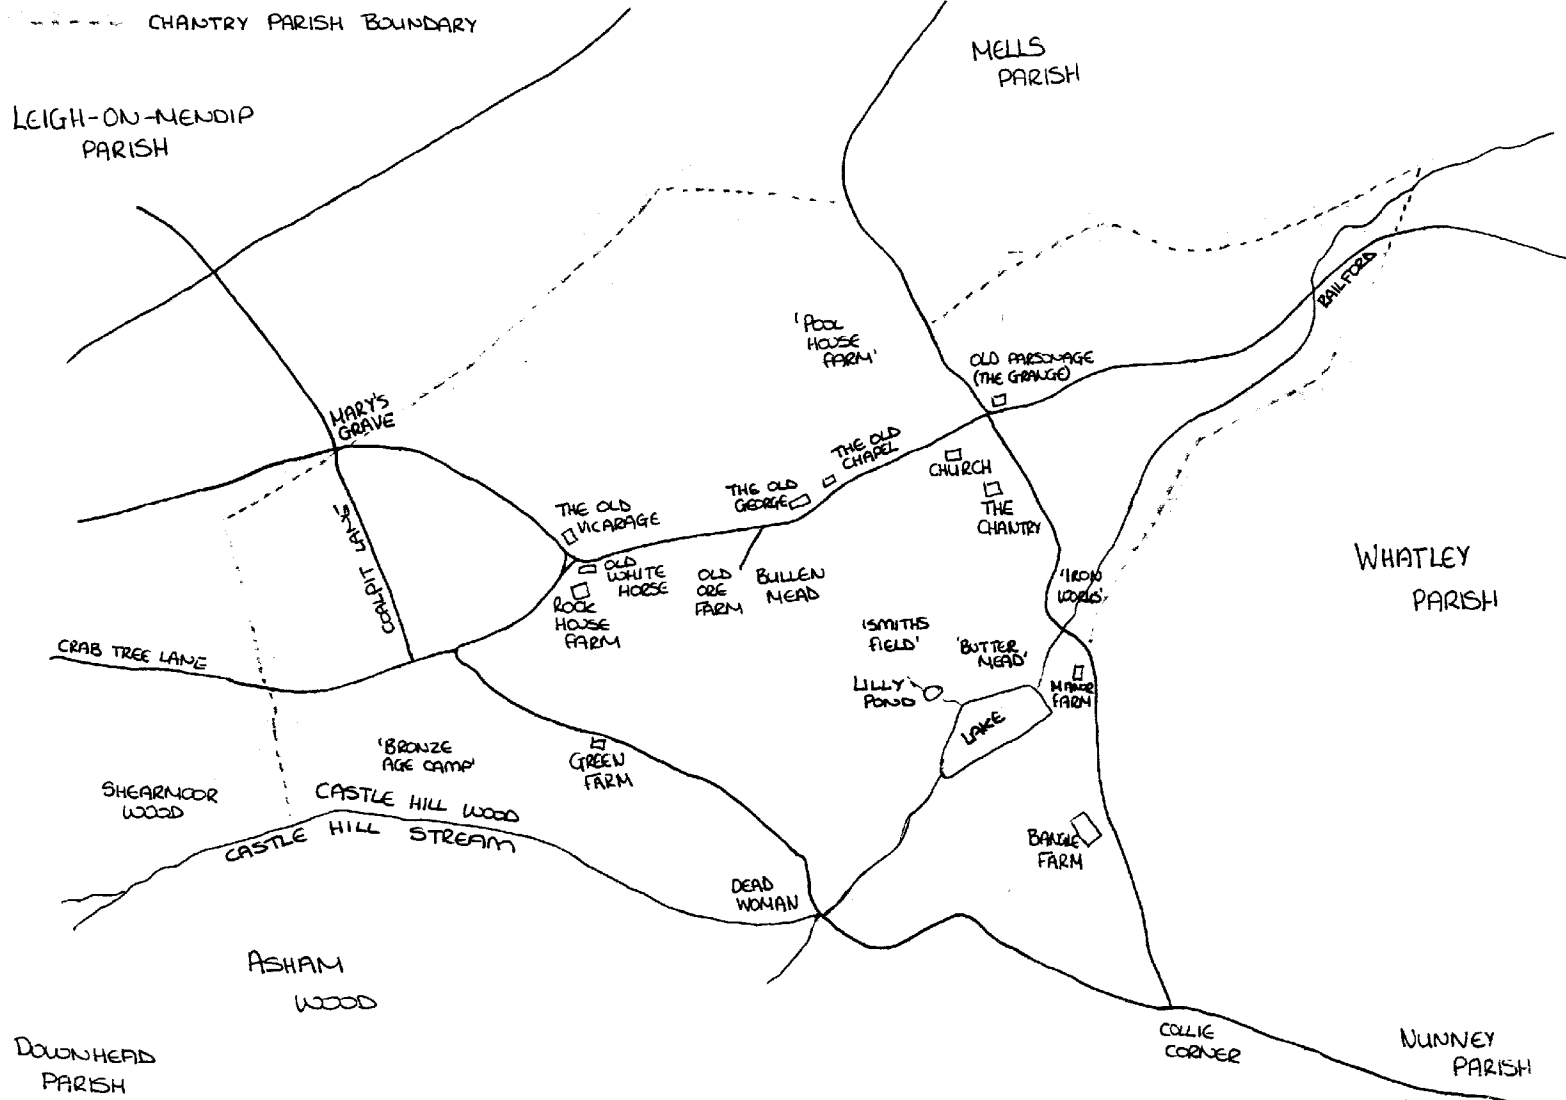 CHANTRY PARISH BOUNDARY
MELLS
PARISH
LEIGH-ON-MENDIP
PARISH
RAILFORD
'POOL
HOUSE
FARM'
OLD PARSONAGE
(THE GRANGE)
MARY'S
GRAVE
THE OLD
CHAPEL
CHURCH
THE OLD
GEORGE
THE
CHANTRY
THE OLD
VICARAGE
COALPIT LANE'
OLD
WHITE
HORSE
OLD
ORE
FARM
BULLEN
MEAD
ROCK
HOUSE
FARM
'IRON
WORKS'
WHATLEY
PARISH
'SMITHS
FIELD'
'BUTTER
MEAD'
CRAB TREE LANE
LILLY
POND
MANOR
FARM
LAKE
'BRONZE
AGE CAMP'
GREEN
FARM
SHEARMOOR
WOOD
CASTLE HILL WOOD
CASTLE HILL STREAM
BANGLE
FARM
DEAD
WOMAN
ASHAM
WOOD
COLLIE
CORNER
NUNNEY
PARISH
DOWNHEAD
PARISH